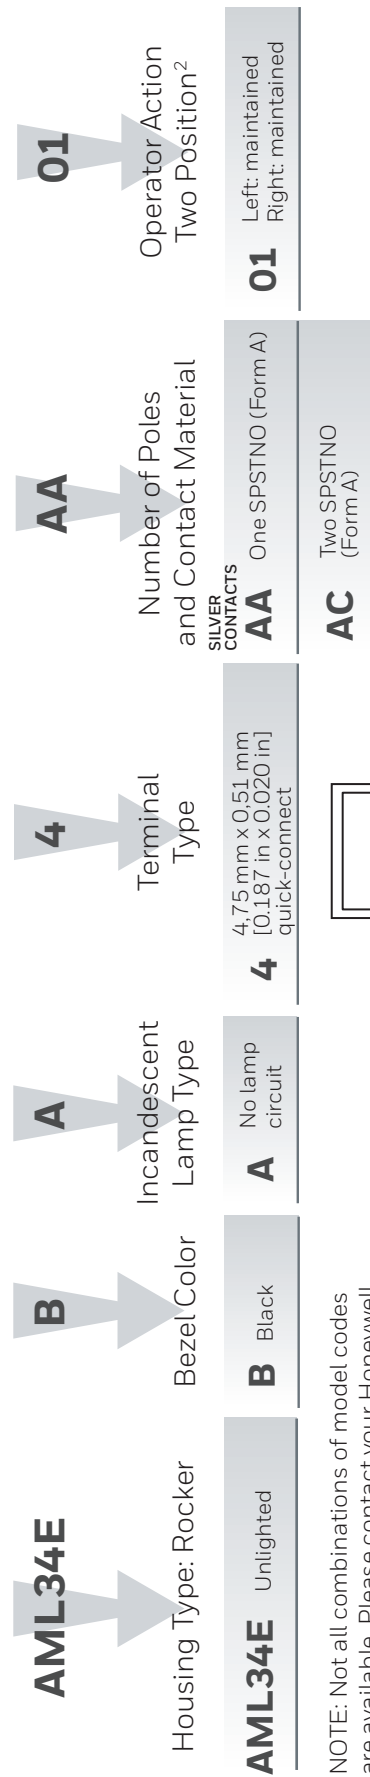 AML34E
B
A
4
AA
01
Housing Type: Rocker
Bezel Color
Incandescent
Lamp Type
Terminal
Type
Number of Poles
and Contact Material
Operator Action
Two Position2
AML34E Unlighted
B Black
A No lamp
circuit
4 4,75 mm x 0,51 mm
[0.187 in x 0.020 in]
quick-connect
SILVER
CONTACTS
AA One SPSTNO (Form A)
AC Two SPSTNO
(Form A)
01 Left: maintained
Right: maintained
NOTE: Not all combinations of model codes
are available. Please contact your Honeywell